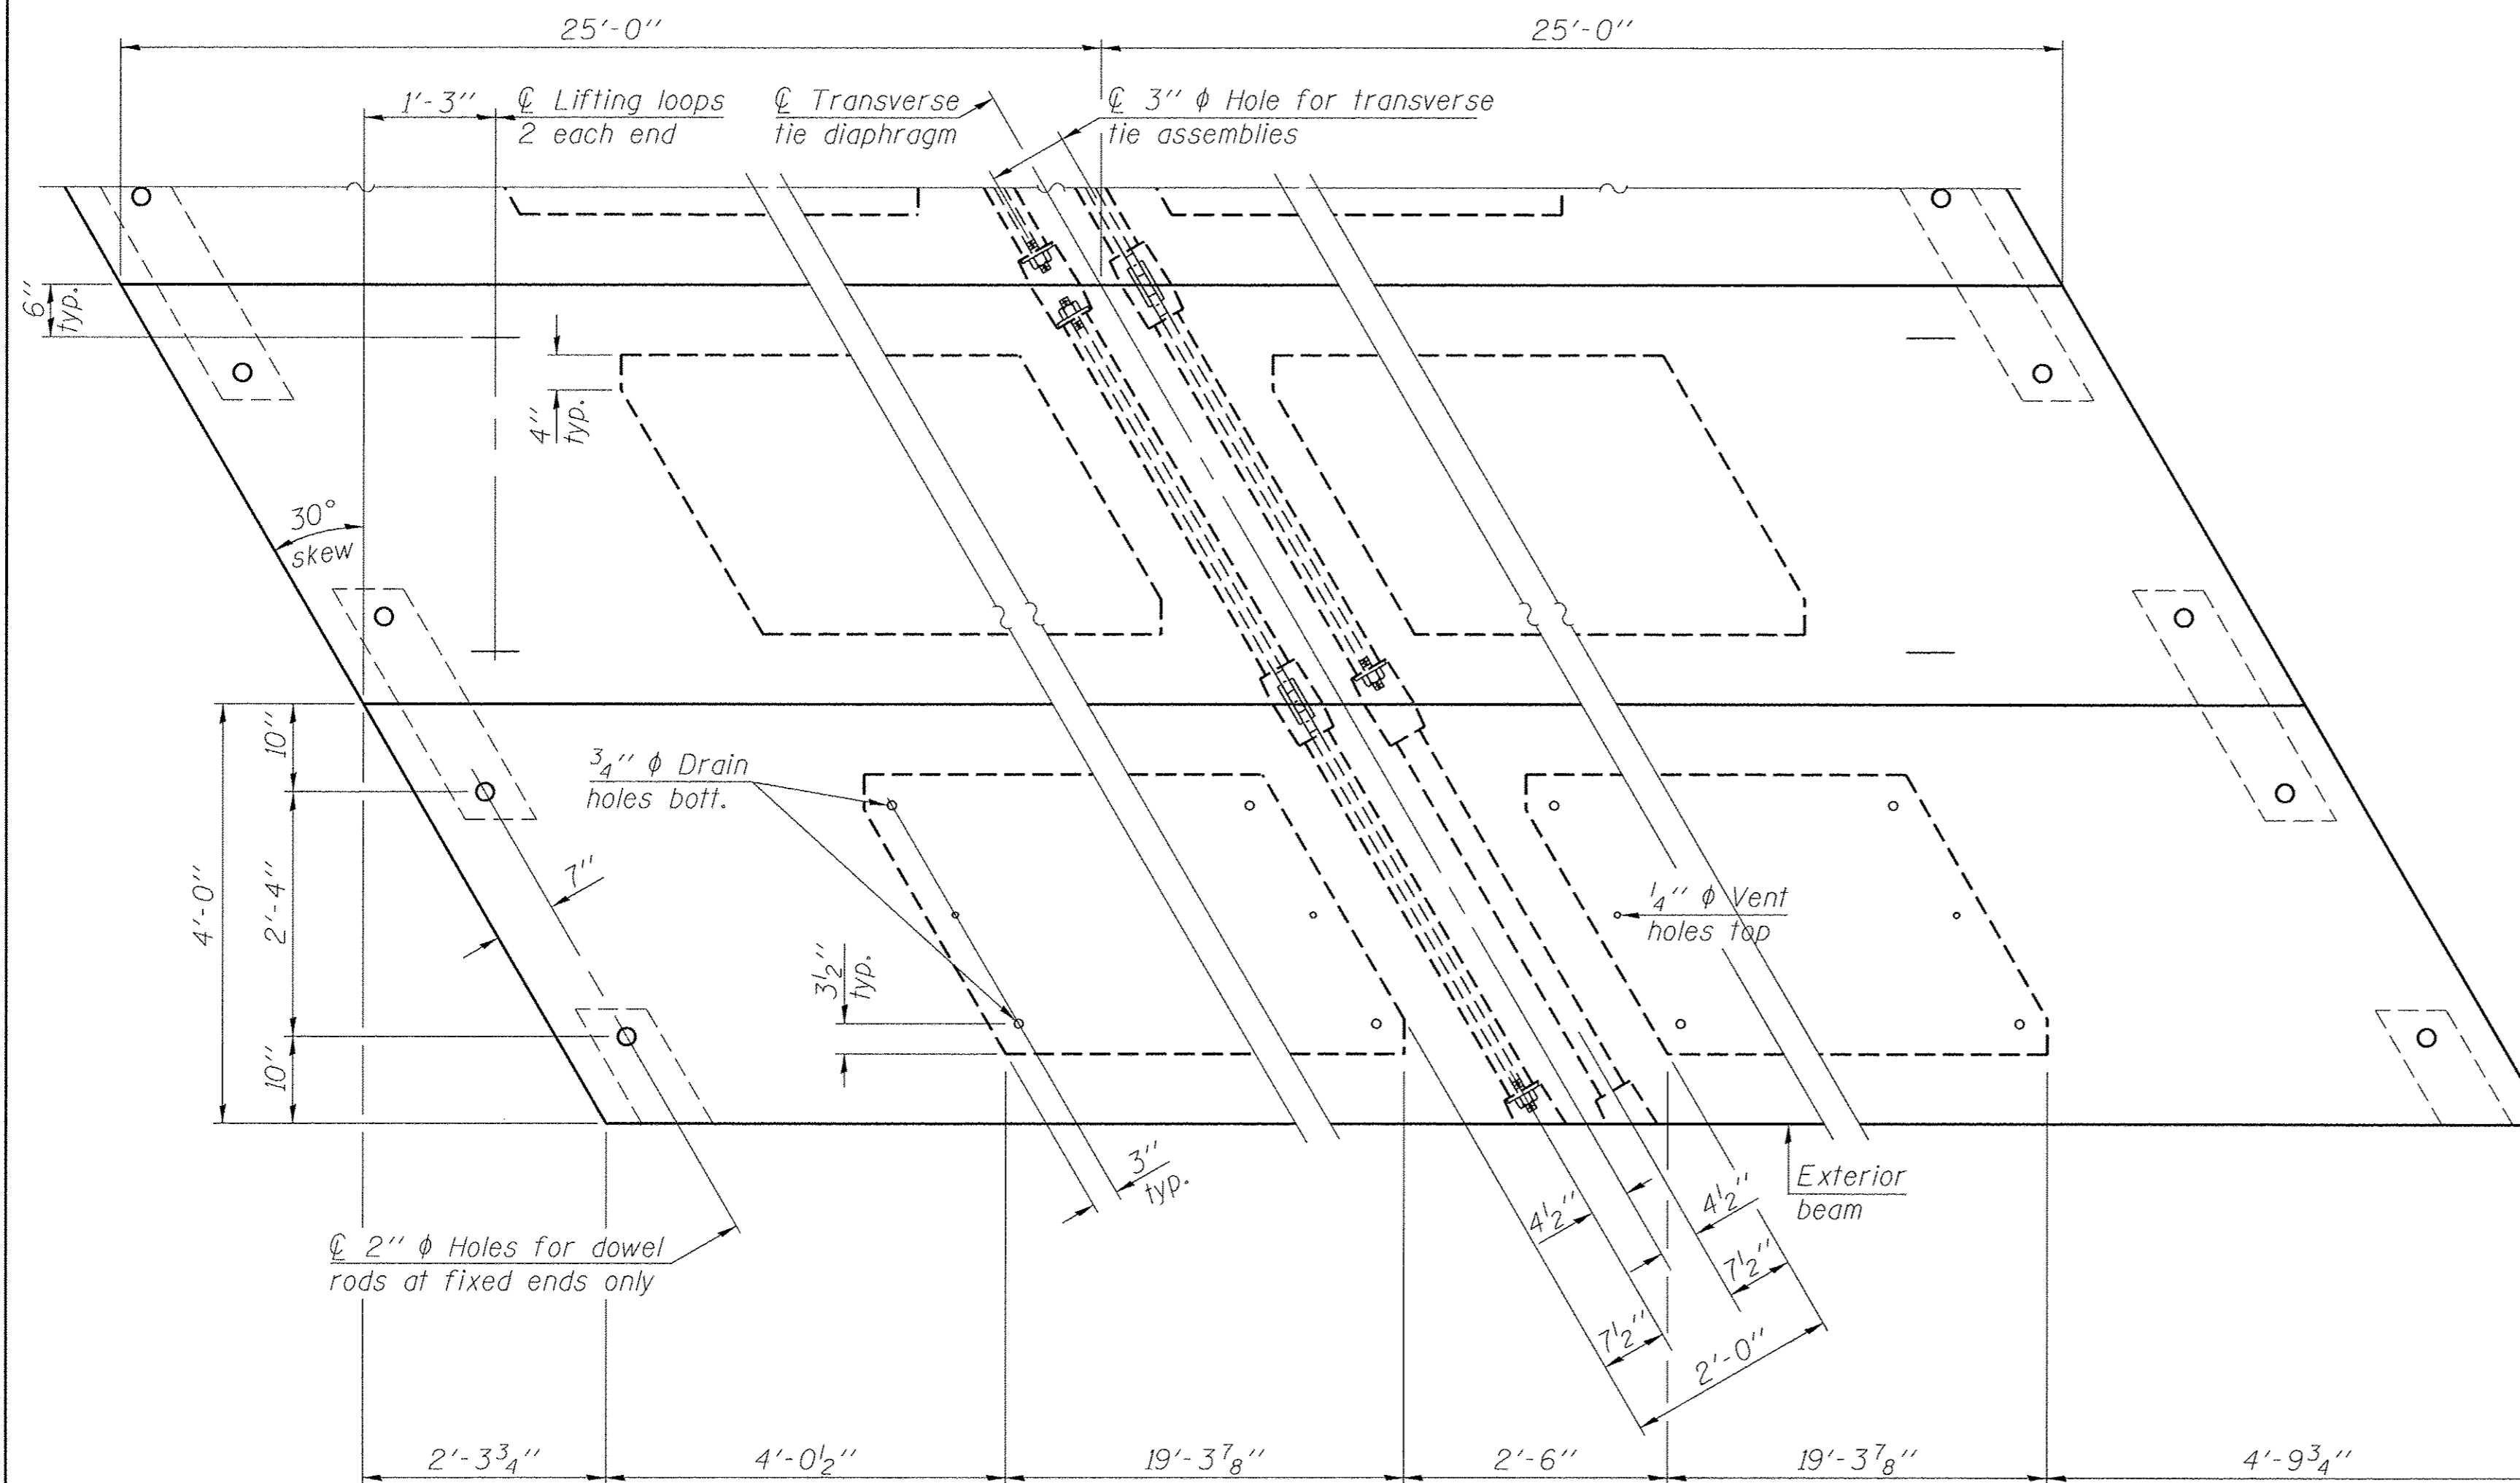 25'-0" 25'-0"
1'-3" ℄ Lifting loops ℄ Transverse ℄ 3" ϕ Hole for transverse
2 each end tie diaphragm tie assemblies
6"
typ.
4"
typ.
30°
skew
10"
3/4" ϕ Drain
holes bott.
4'-0"
2'-4"
7"
1/4" ϕ Vent
holes top
3 1/2"
typ.
10"
3"
typ.
Exterior
beam
4 1/2"
4 1/2"
7 1/2"
7 1/2"
2'-0"
℄ 2" ϕ Holes for dowel
rods at fixed ends only
2'-3 3/4" 4'-0 1/2" 19'-3 7/8" 2'-6" 19'-3 7/8" 4'-9 3/4"